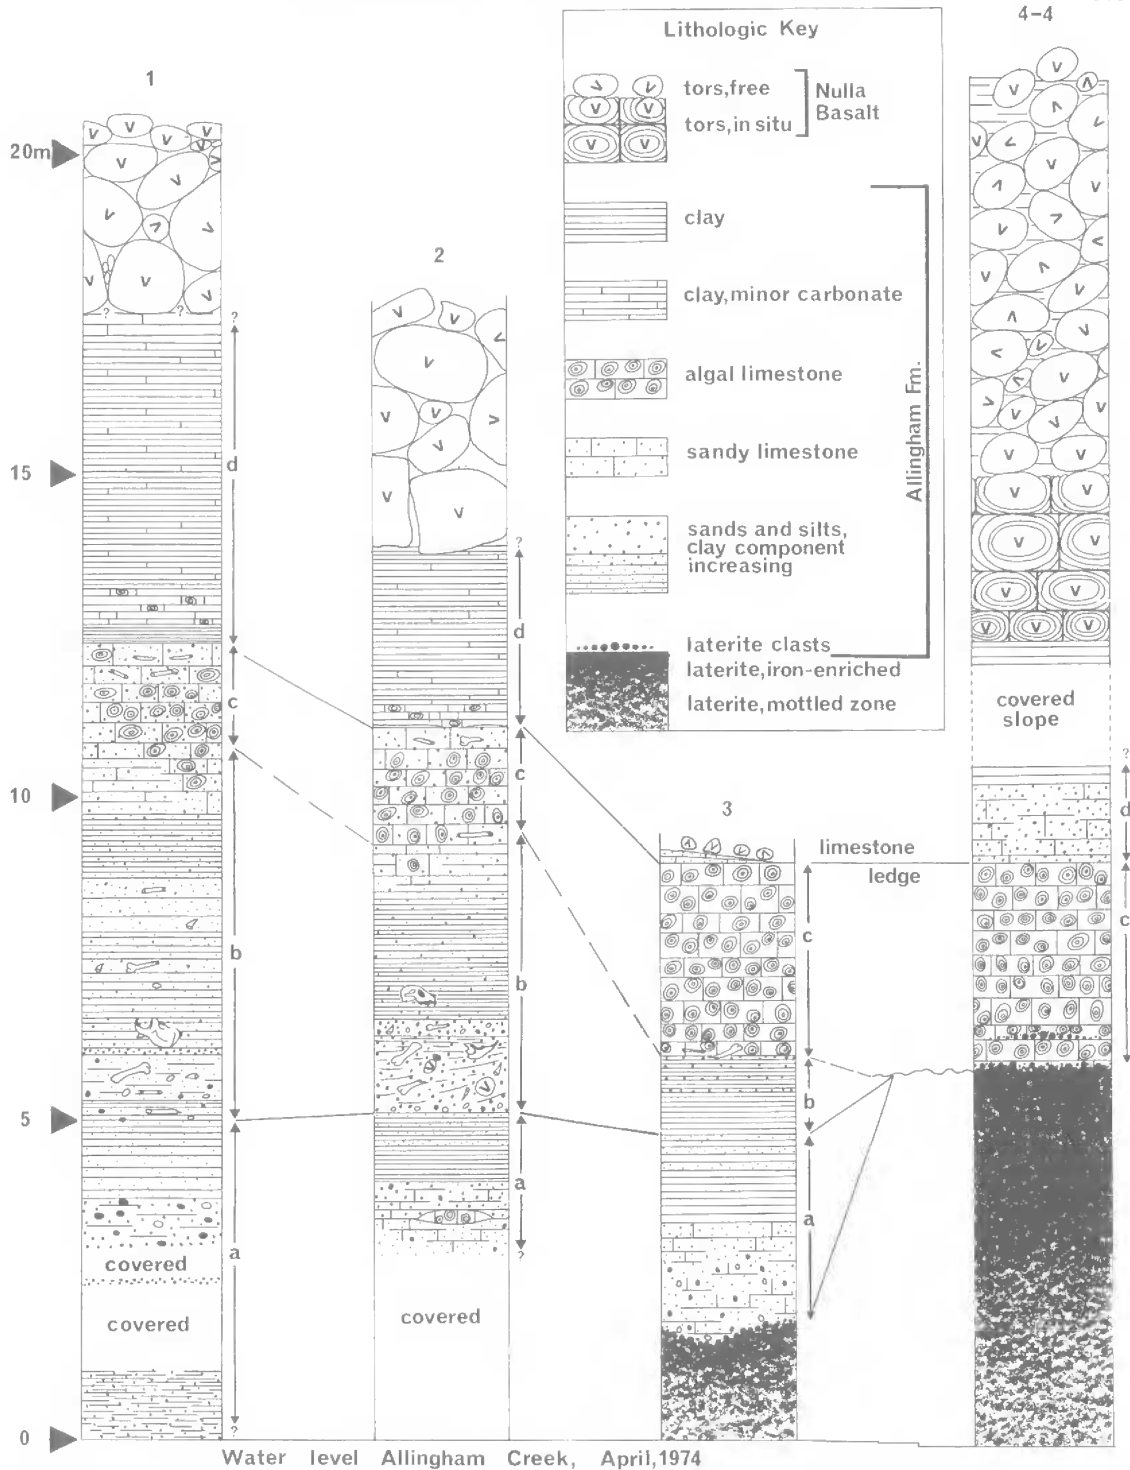 4-4
Lithologic Key
1
tors, free
Nulla
Basalt
tors, in situ
20m
clay
2
clay, minor carbonate
algal limestone
Allingham Fm.
15
sandy limestone
d
sands and silts,
clay component
increasing
d
laterite clasts
laterite, iron-enriched
laterite, mottled zone
covered
slope
c
c
10
3
d
limestone
ledge
b
c
c
b
b
5
a
a
a
covered
covered
covered
0
Water level Allingham Creek, April, 1974